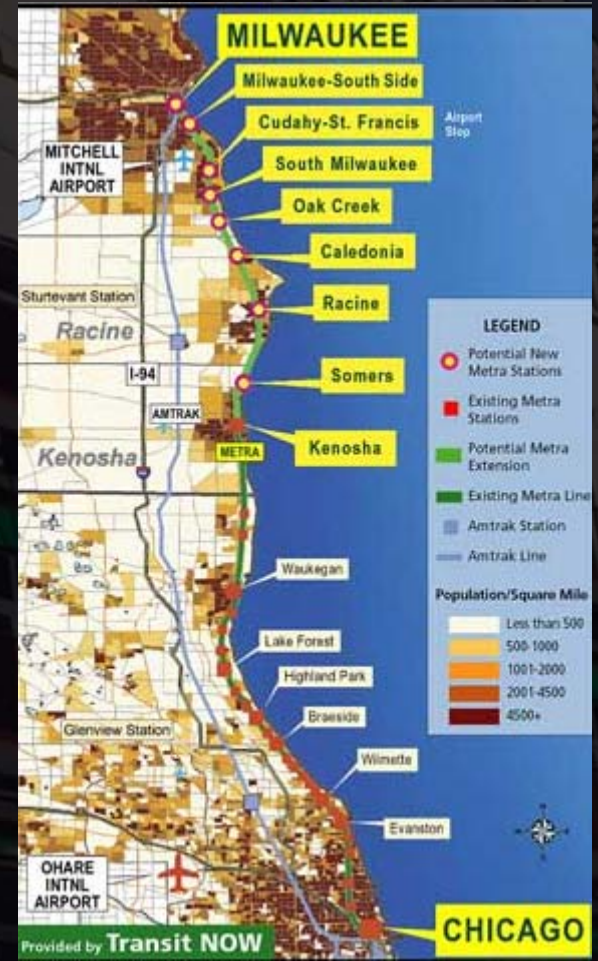 MILWAUKEE
Milwaukee-South Side
Cudahy-St. Francis
Airport
Stop
MITCHELL
INTNL
AIRPORT
South Milwaukee
Oak Creek
Caledonia
Sturtevant Station
Racine
Racine
LEGEND
Potential New
Metra Stations
I-94
Somers
Existing Metra
Stations
AMTRAK
Kenosha
METRA
Kenosha
Potential Metra
Extension
Existing Metra Line
Amtrak Station
Amtrak Line
Waukegan
Population/Square Mile
Less than 500
500-1000
1001-2000
2001-4500
4500+
Lake Forest
Highland Park
Braeside
Glenview Station
Wilmette
Evanston
OHARE
INTNL
AIRPORT
CHICAGO
Provided by Transit NOW